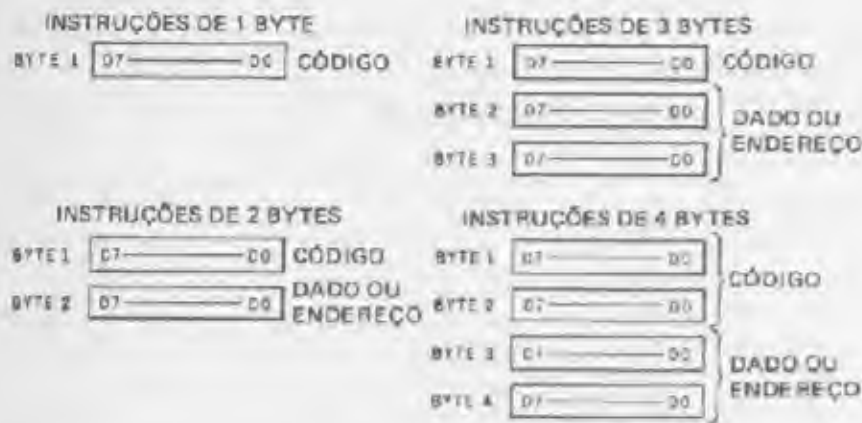 INSTRUÇÕES DE 1 BYTE
BYTE 1 D7 D0 CÓDIGO
INSTRUÇÕES DE 3 BYTES
BYTE 1 D7 D0 CÓDIGO
BYTE 2 D7 D0
BYTE 3 D7 D0
DADO OU
ENDEREÇO
INSTRUÇÕES DE 2 BYTES
BYTE 1 D7 D0 CÓDIGO
BYTE 2 D7 D0 DADO OU
ENDEREÇO
INSTRUÇÕES DE 4 BYTES
BYTE 1 D7 D0
BYTE 2 D7 D0
CÓDIGO
BYTE 3 D7 D0
BYTE 4 D7 D0
DADO OU
ENDEREÇO